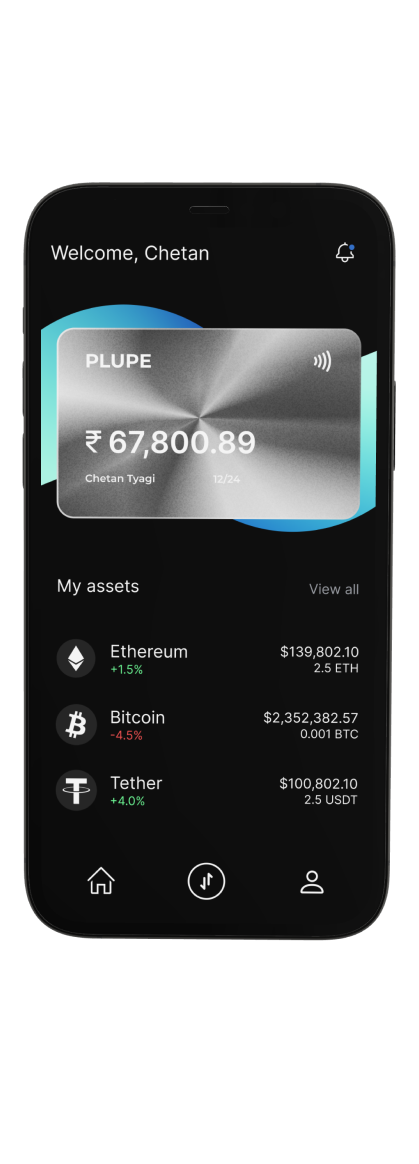 Welcome, Chetan
PLUPE
₹ 67,800.89
Chetan Tyagi 12/24
My assets View all
Ethereum $139,802.10
+1.5% 2.5 ETH
Bitcoin $2,352,382.57
-4.5% 0.001 BTC
Tether $100,802.10
+4.0% 2.5 USDT